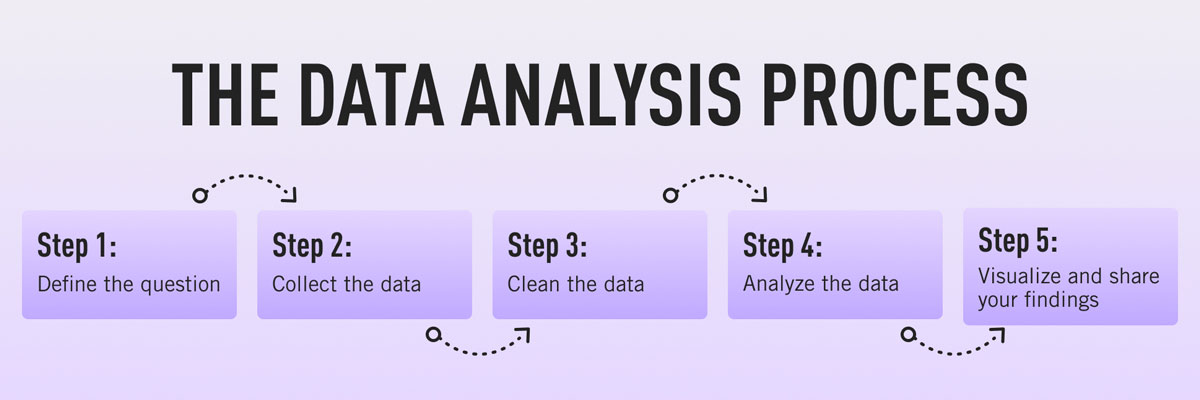 THE DATA ANALYSIS PROCESS
Step 1:
Define the question
Step 2:
Collect the data
Step 3:
Clean the data
Step 4:
Analyze the data
Step 5:
Visualize and share
your findings